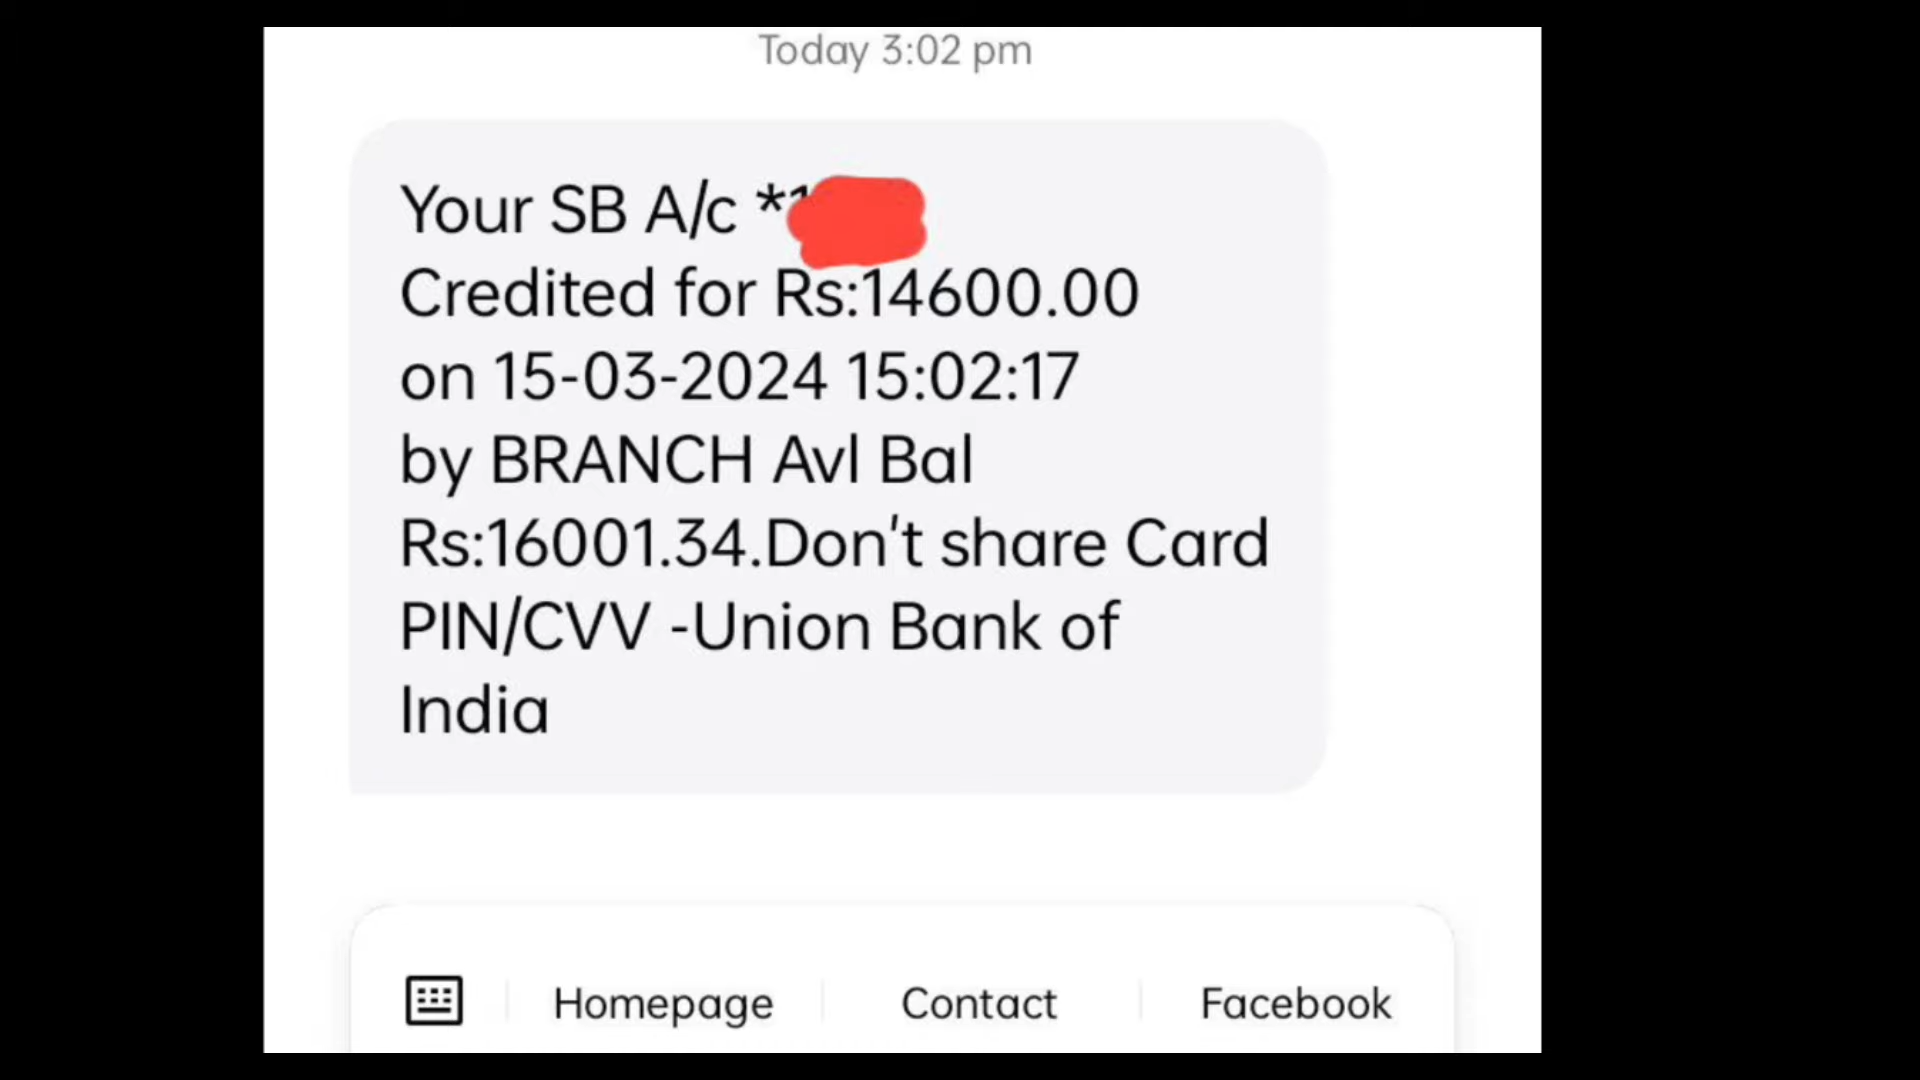 Today 3:02 pm
Your SB A/c *1
Credited for Rs:14600.00
on 15-03-2024 15:02:17
by BRANCH Avl Bal
Rs:16001.34.Don't share Card
PIN/CVV -Union Bank of
India
Homepage
Contact
Facebook